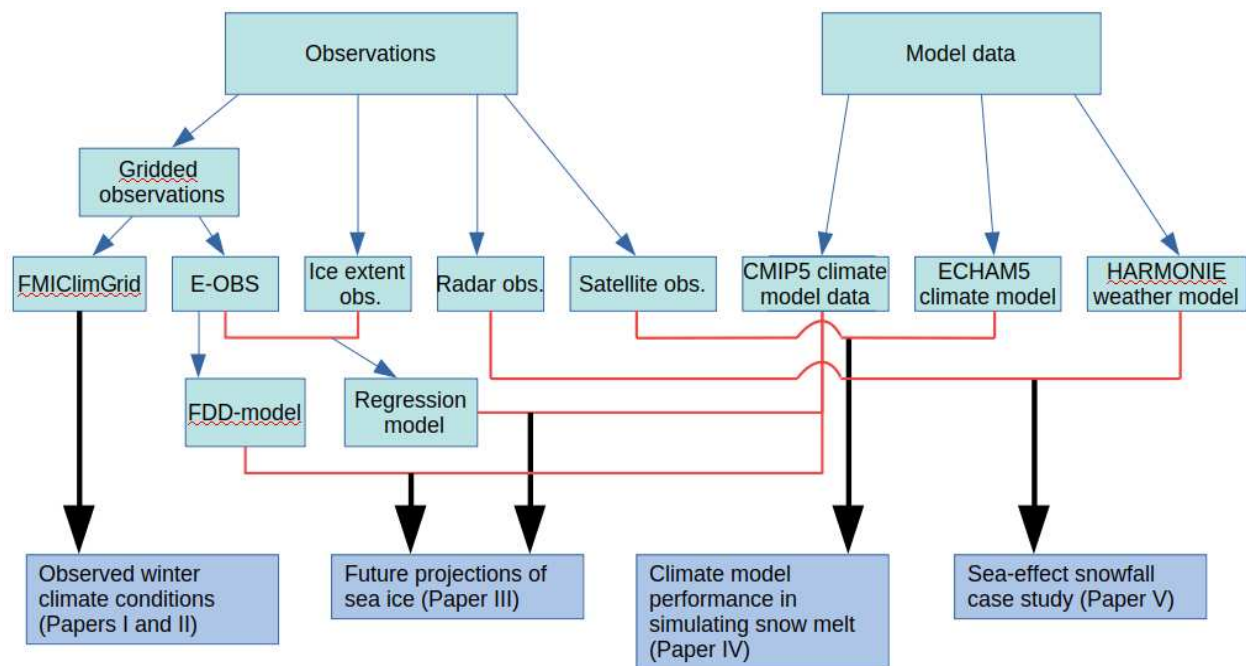 Observations
Model data
Gridded
observations
FMIClimGrid
E-OBS
Ice extent
obs.
Radar obs.
Satellite obs.
CMIP5 climate
model data
ECHAM5
climate model
HARMONIE
weather model
FDD-model
Regression
model
Observed winter
climate conditions
(Papers I and II)
Future projections of
sea ice (Paper III)
Climate model
performance in
simulating snow melt
(Paper IV)
Sea-effect snowfall
case study (Paper V)